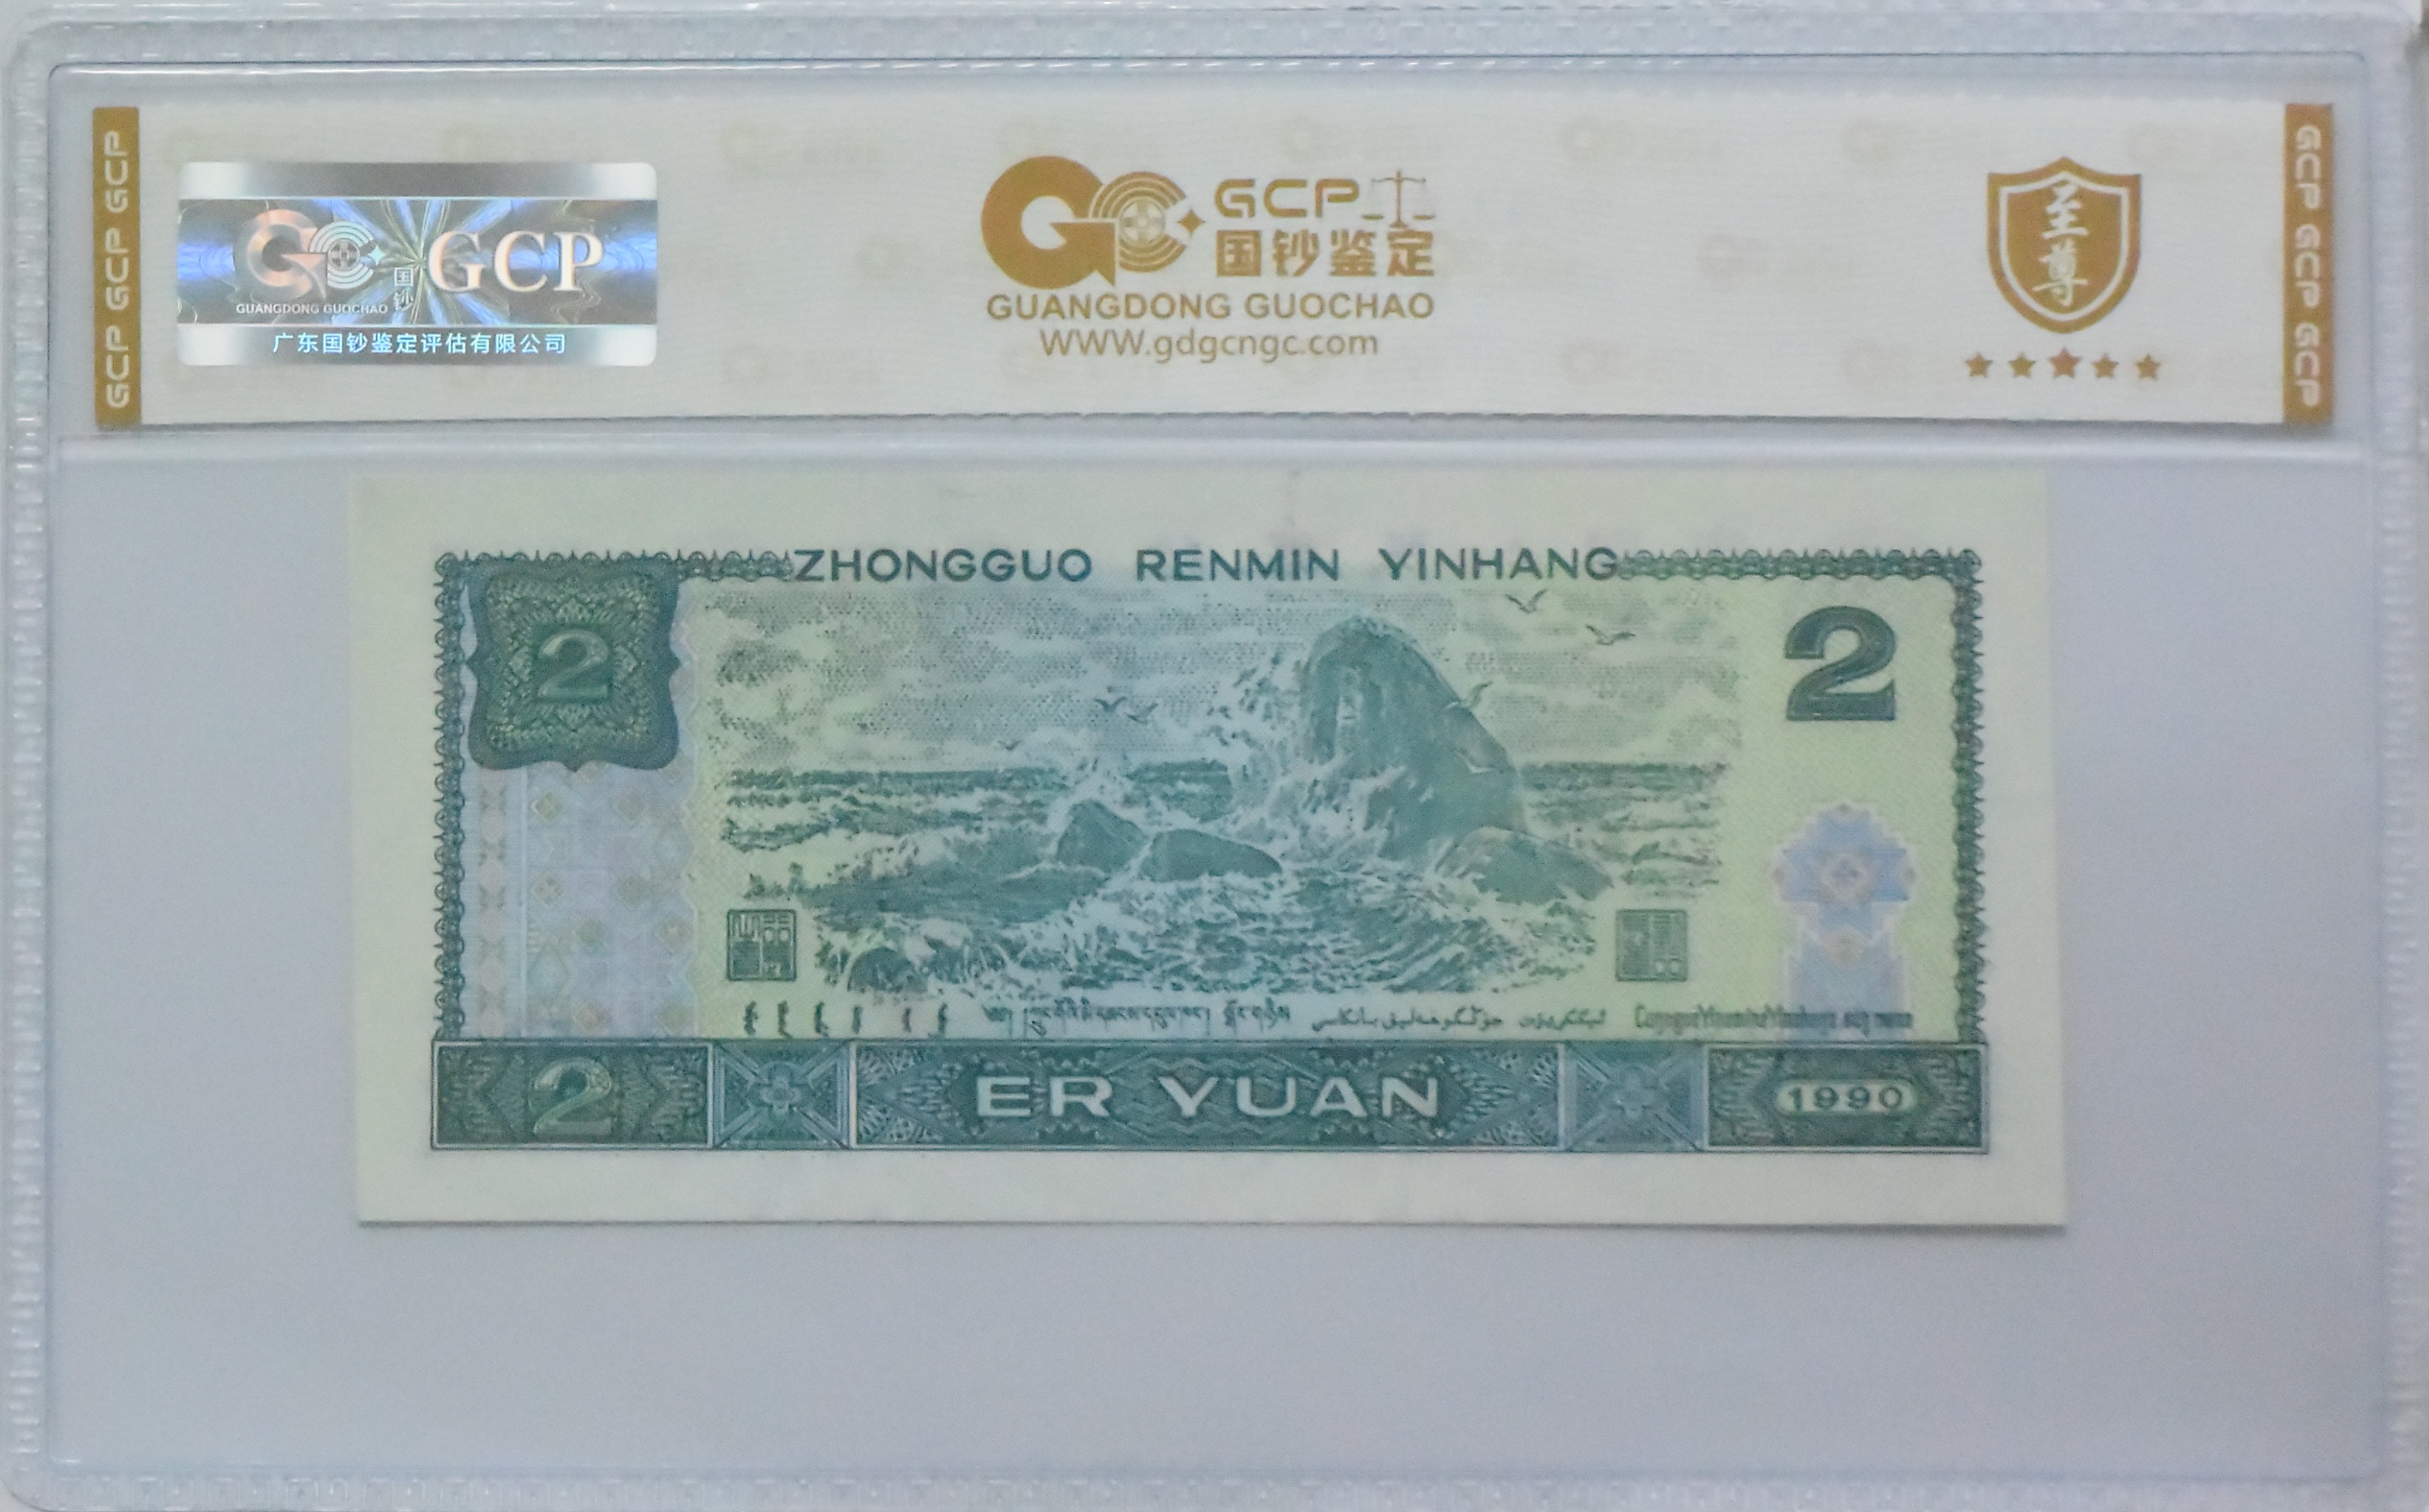 GCP GCP GCP
GCP
国钞
GUANGDONG GUOCHAO
广东国钞鉴定评估有限公司
GCP
国钞鉴定
GUANGDONG GUOCHAO
WWW.gdgcngc.com
至尊
GCP GCP GCP
ZHONGGUO RENMIN YINHANG
2
2
2
ER YUAN
1990